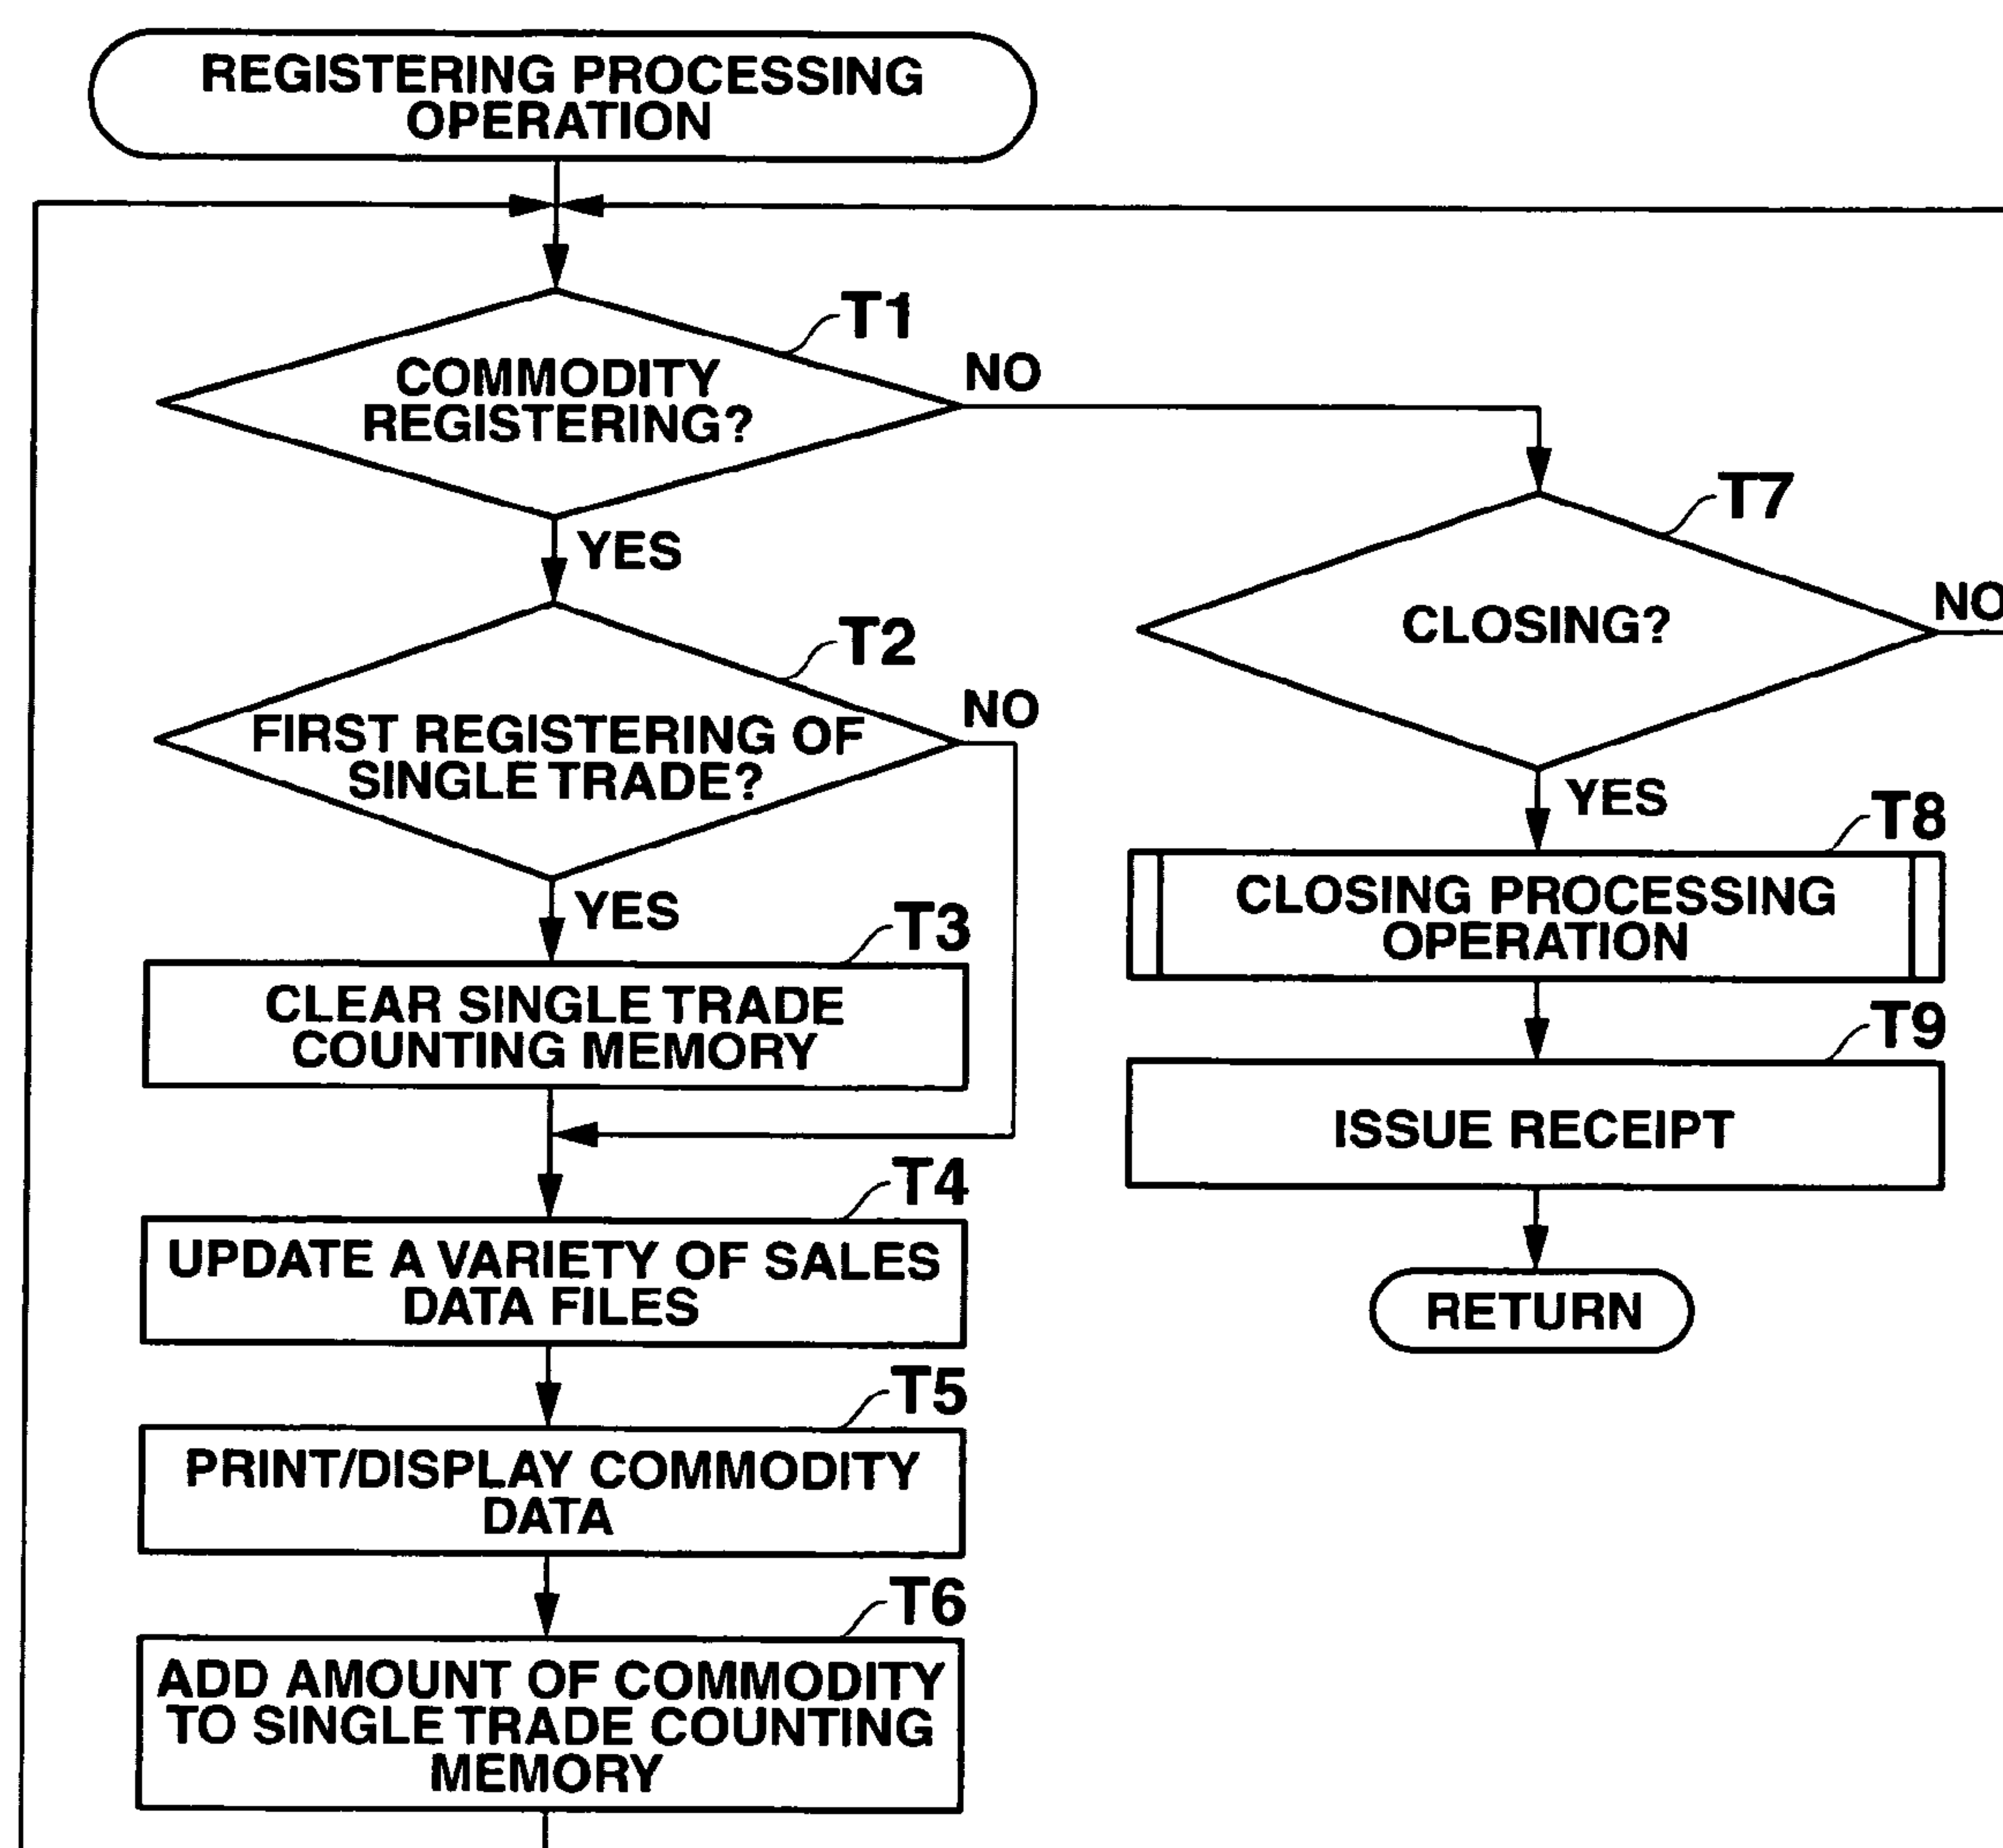 REGISTERING PROCESSING
OPERATION
T1
COMMODITY
REGISTERING?
NO
YES
T2
FIRST REGISTERING OF
SINGLE TRADE?
NO
YES
T3
CLEAR SINGLE TRADE
COUNTING MEMORY
T4
UPDATE A VARIETY OF SALES
DATA FILES
T5
PRINT/DISPLAY COMMODITY
DATA
T6
ADD AMOUNT OF COMMODITY
TO SINGLE TRADE COUNTING
MEMORY
T7
CLOSING?
NO
YES
T8
CLOSING PROCESSING
OPERATION
T9
ISSUE RECEIPT
RETURN